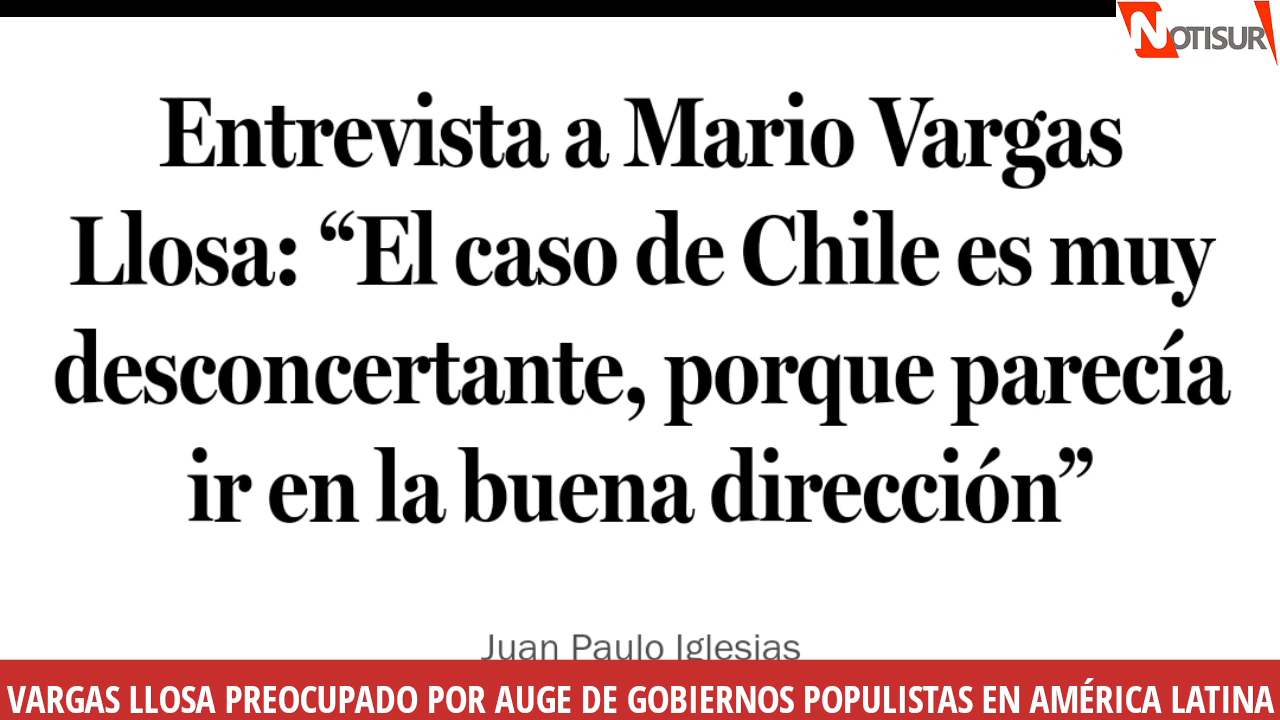 NOTISUR
Entrevista a Mario Vargas
Llosa: “El caso de Chile es muy
desconcertante, porque parecía
ir en la buena dirección”
Juan Paulo Iglesias
VARGAS LLOSA PREOCUPADO POR AUGE DE GOBIERNOS POPULISTAS EN AMÉRICA LATINA